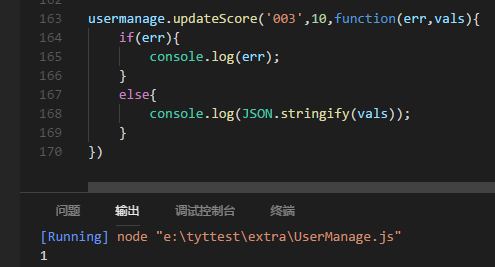 162
163 usermanage.updateScore('003',10,function(err,vals){
164 if(err){
165 console.log(err);
166 }
167 else{
168 console.log(JSON.stringify(vals));
169 }
170 })
问题 输出 调试控制台 终端
[Running] node "e:\tyttest\extra\UserManage.js"
1